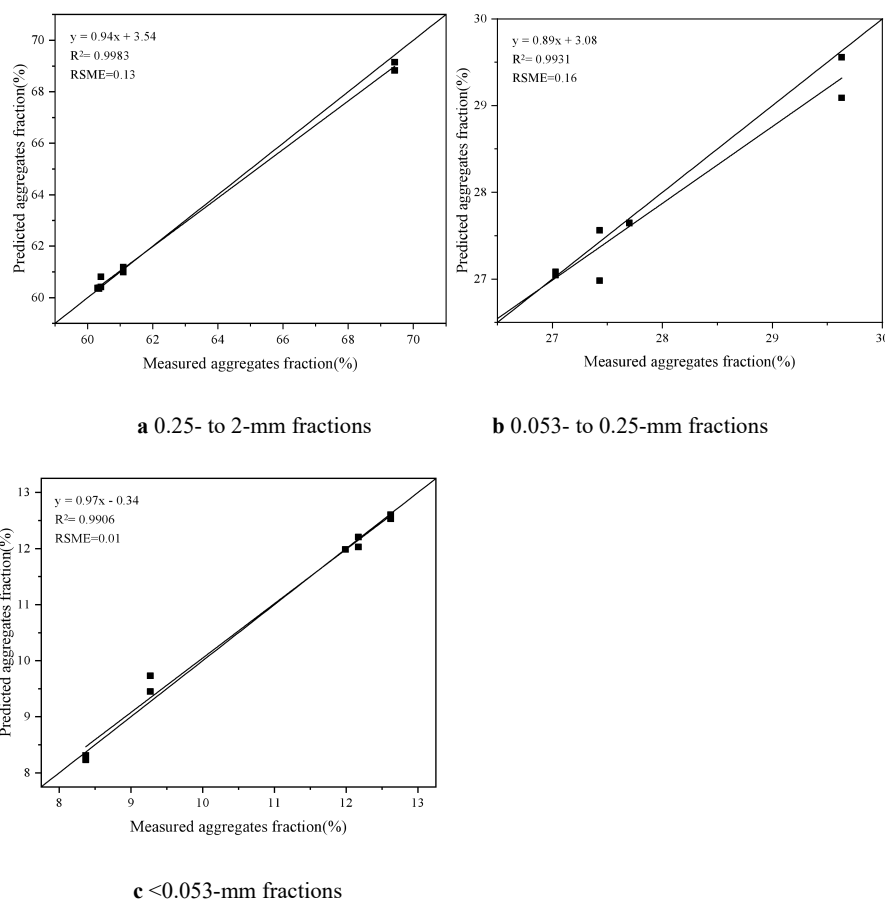 y = 0.94x + 3.54
R²= 0.9983
RSME=0.13
Predicted aggregates fraction(%)
70
68
66
64
62
60
60 62 64 66 68 70
Measured aggregates fraction(%)
a 0.25- to 2-mm fractions
y = 0.89x + 3.08
R²= 0.9931
RSME=0.16
Predicted aggregates fraction(%)
30
29
28
27
27 28 29 30
Measured aggregates fraction(%)
b 0.053- to 0.25-mm fractions
y = 0.97x - 0.34
R²= 0.9906
RSME=0.01
Predicted aggregates fraction(%)
13
12
11
10
9
8
8 9 10 11 12 13
Measured aggregates fraction(%)
c <0.053-mm fractions